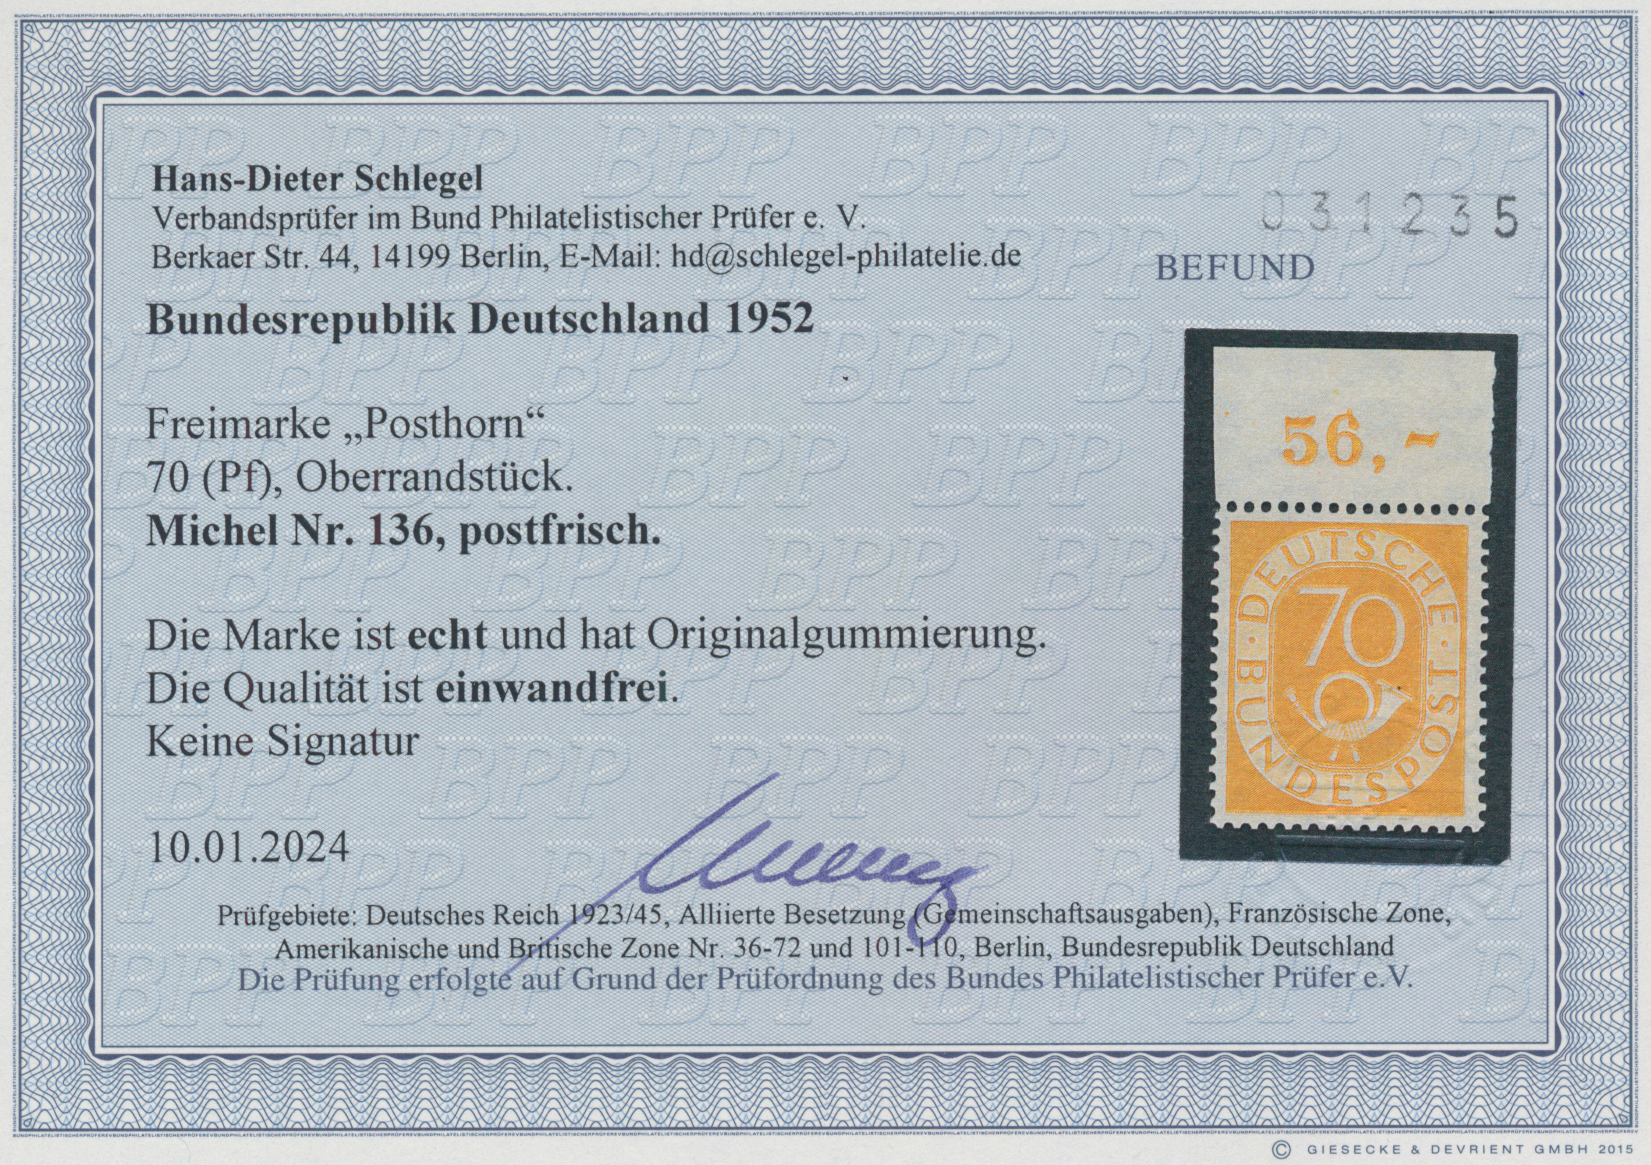 Hans-Dieter Schlegel
Verbandsprüfer im Bund Philatelistischer Prüfer e. V.
Berkaer Str. 44, 14199 Berlin, E-Mail: hd@schlegel-philatelie.de
031235
BEFUND
Bundesrepublik Deutschland 1952
Freimarke „Posthorn“
70 (Pf), Oberrandstück.
Michel Nr. 136, postfrisch.
Die Marke ist echt und hat Originalgummierung.
Die Qualität ist einwandfrei.
Keine Signatur
10.01.2024
56,-
DEUTSCHE
70
BUNDESPOST
Prüfgebiete: Deutsches Reich 1923/45, Alliierte Besetzung (Gemeinschaftsausgaben), Französische Zone,
Amerikanische und Britische Zone Nr. 36-72 und 101-110, Berlin, Bundesrepublik Deutschland
Die Prüfung erfolgte auf Grund der Prüfordnung des Bundes Philatelistischer Prüfer e.V.
© GIESECKE & DEVRIENT GMBH 2015